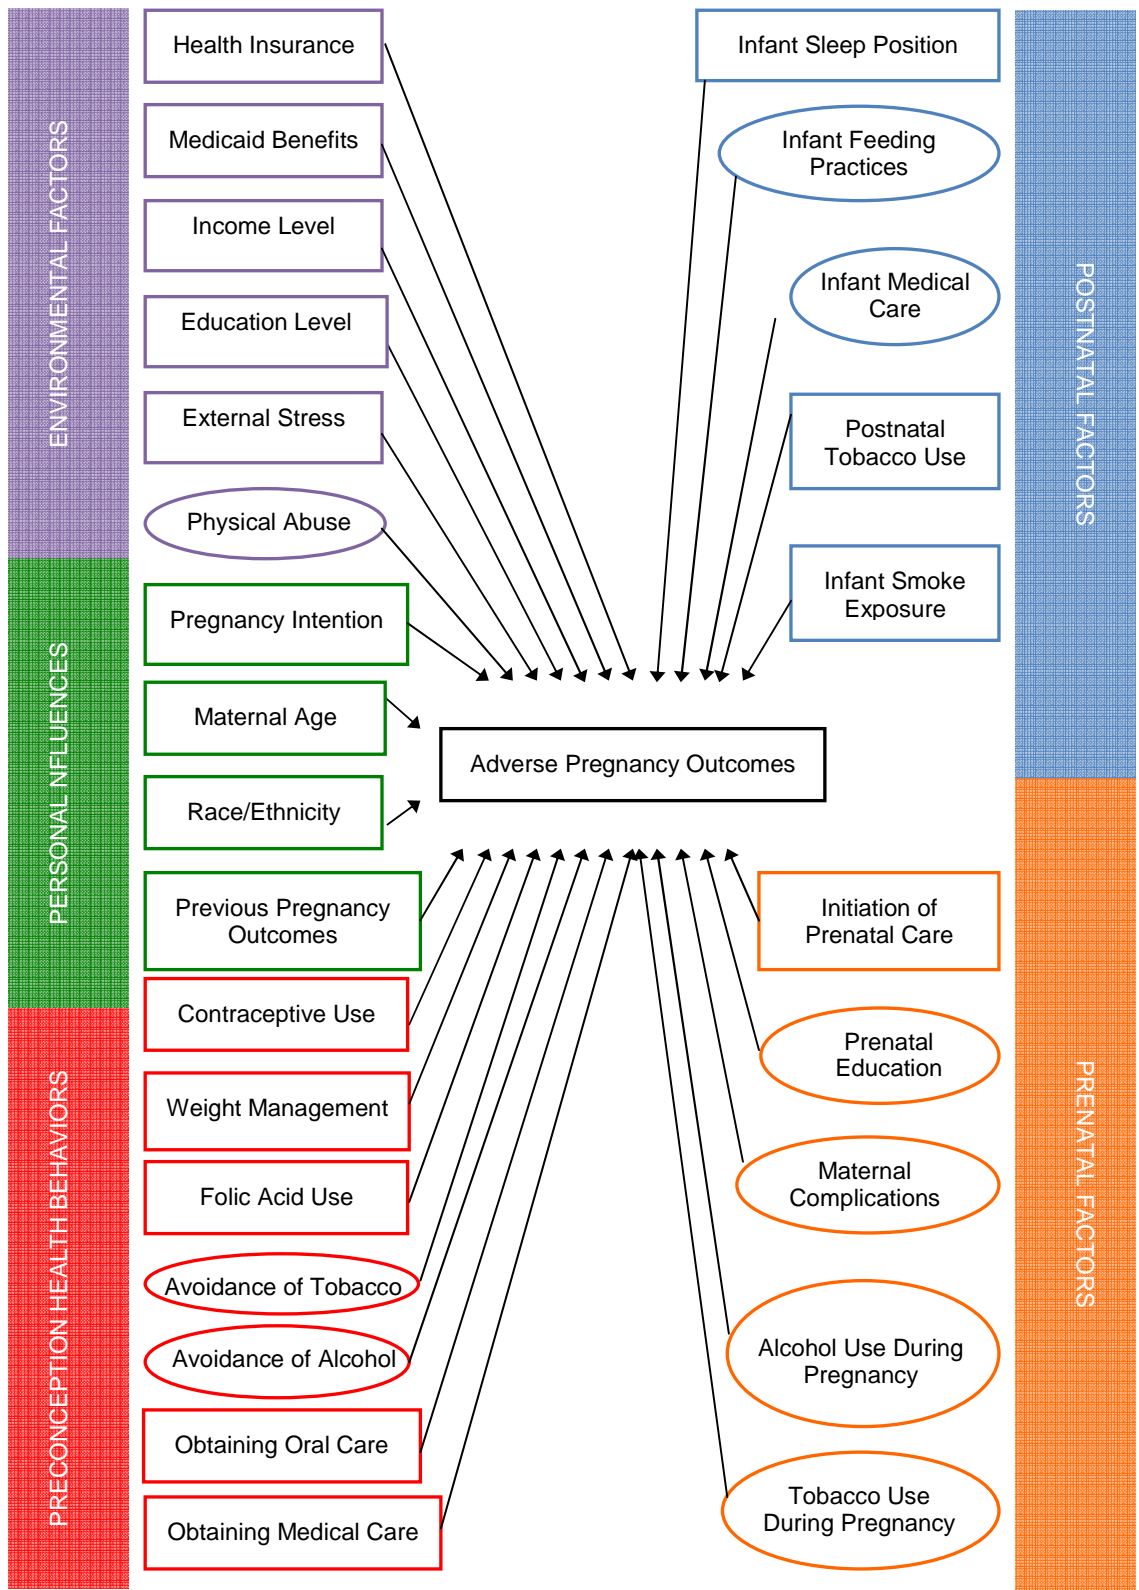 ENVIRONMENTAL FACTORS
Health Insurance
Medicaid Benefits
Income Level
Education Level
External Stress
Physical Abuse
PERSONAL NFLUENCES
Pregnancy Intention
Maternal Age
Race/Ethnicity
Previous Pregnancy
Outcomes
PRECONCEPTION HEALTH BEHAVIORS
Contraceptive Use
Weight Management
Folic Acid Use
Avoidance of Tobacco
Avoidance of Alcohol
Obtaining Oral Care
Obtaining Medical Care
Adverse Pregnancy Outcomes
POSTNATAL FACTORS
Infant Sleep Position
Infant Feeding
Practices
Infant Medical
Care
Postnatal
Tobacco Use
Infant Smoke
Exposure
PRENATAL FACTORS
Initiation of
Prenatal Care
Prenatal
Education
Maternal
Complications
Alcohol Use During
Pregnancy
Tobacco Use
During Pregnancy